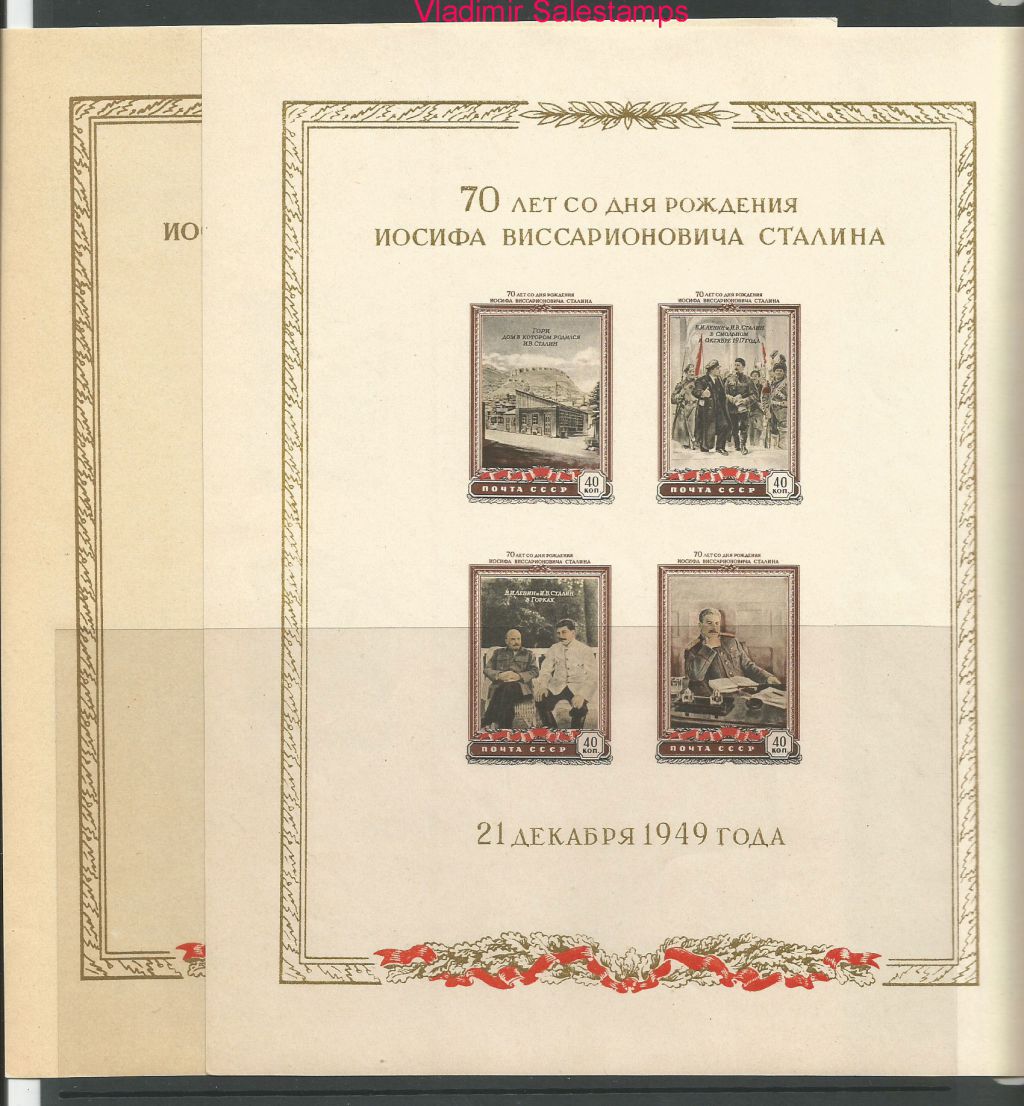 Vladimir Salestamps
70 ЛЕТ СО ДНЯ РОЖДЕНИЯ
ИОСИФА ВИССАРИОНОВИЧА СТАЛИНА
ИО
70 ЛЕТ СО ДНЯ РОЖДЕНИЯ
ИОСИФА ВИССАРИОНОВИЧА СТАЛИНА
ГОРИ
ДОМ В КОТОРОМ РОДИЛСЯ
И.В. СТАЛИН
ПОЧТА СССР
40
КОП.
70 ЛЕТ СО ДНЯ РОЖДЕНИЯ
ИОСИФА ВИССАРИОНОВИЧА СТАЛИНА
В.И.ЛЕНИН и И.В.СТАЛИН
В СМОЛЬНОМ
В ОКТЯБРЕ 1917 ГОДА
ПОЧТА СССР
40
КОП.
70 ЛЕТ СО ДНЯ РОЖДЕНИЯ
ИОСИФА ВИССАРИОНОВИЧА СТАЛИНА
В.И.ЛЕНИН и И.В.СТАЛИН
В ГОРКАХ
ПОЧТА СССР
40
КОП.
70 ЛЕТ СО ДНЯ РОЖДЕНИЯ
ИОСИФА ВИССАРИОНОВИЧА СТАЛИНА
ПОЧТА СССР
40
КОП.
21 ДЕКАБРЯ 1949 ГОДА